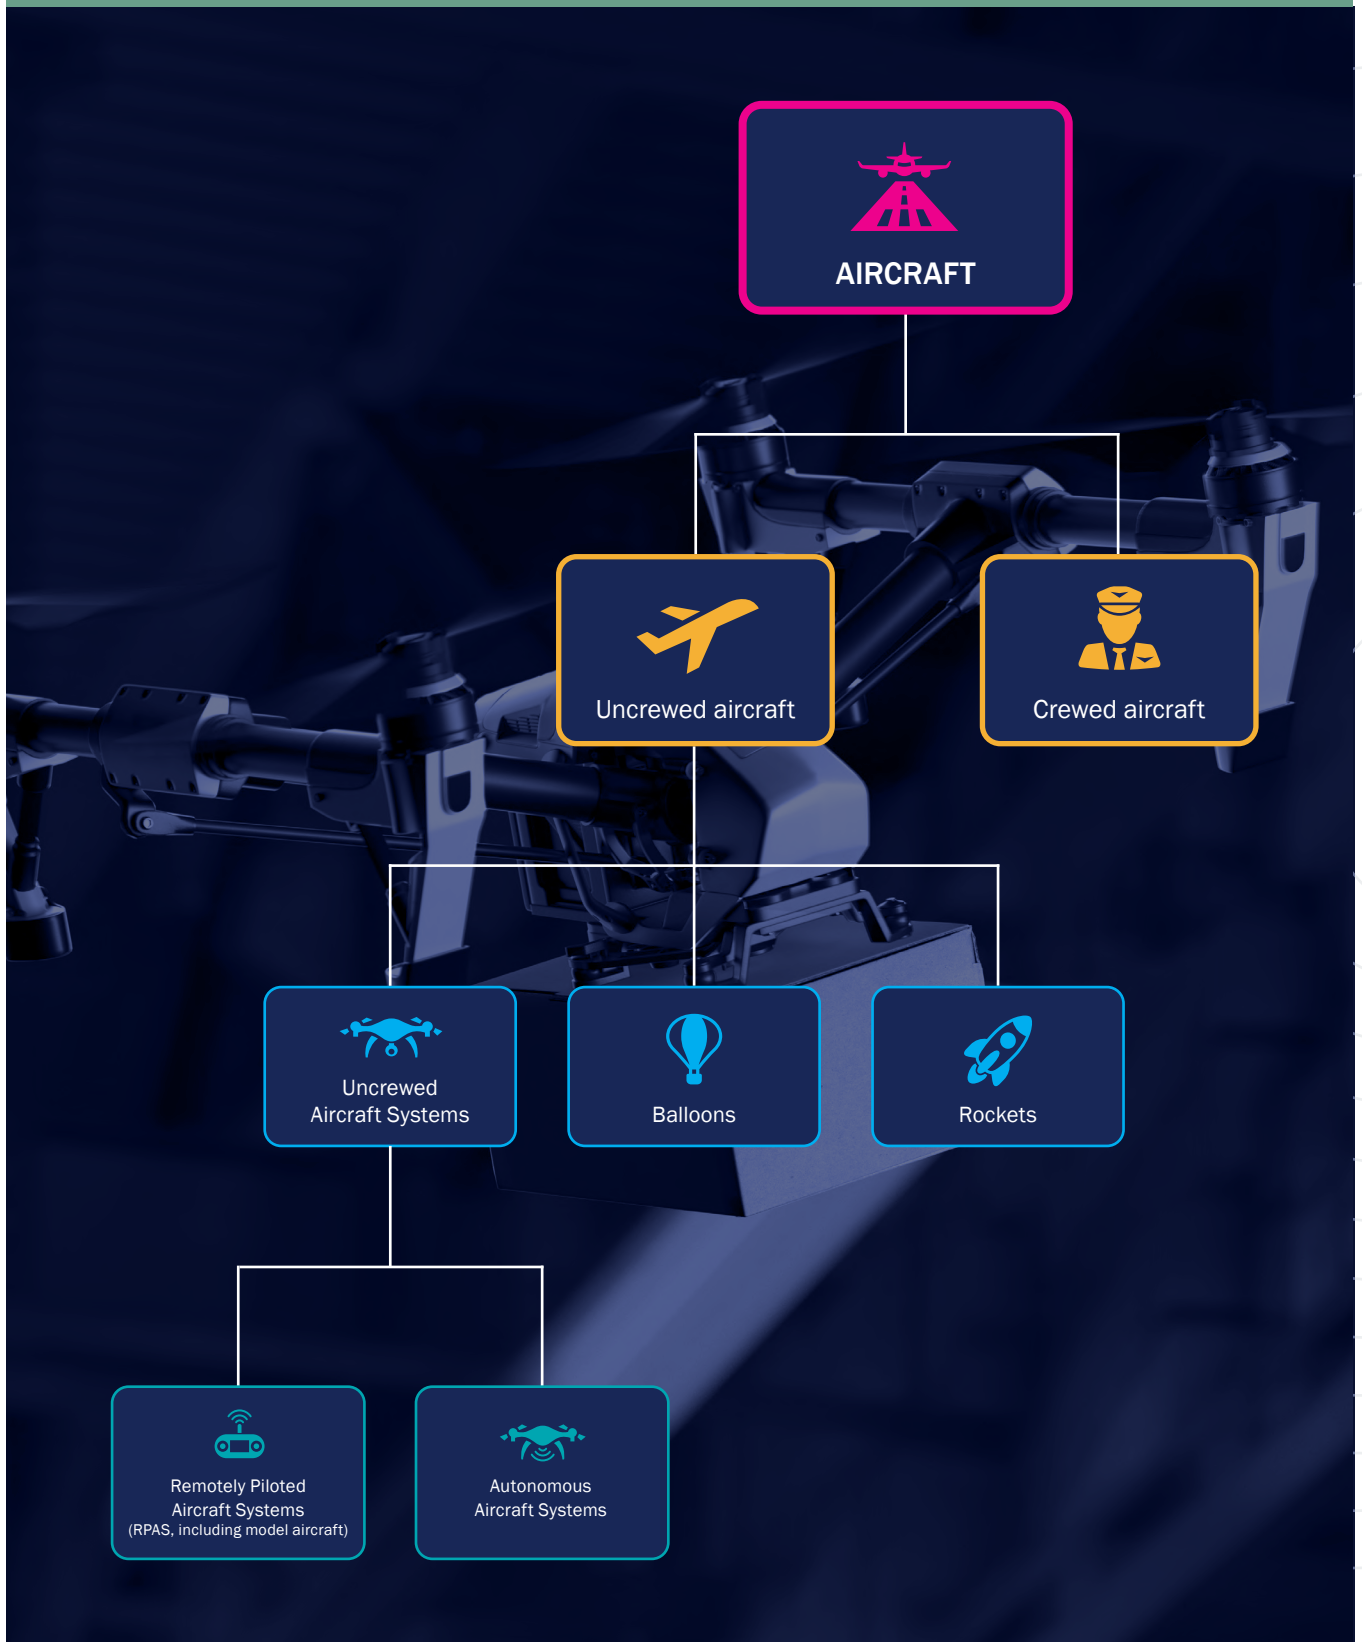 AIRCRAFT
Uncrewed aircraft
Crewed aircraft
Uncrewed
Aircraft Systems
Balloons
Rockets
Remotely Piloted
Aircraft Systems
(RPAS, including model aircraft)
Autonomous
Aircraft Systems